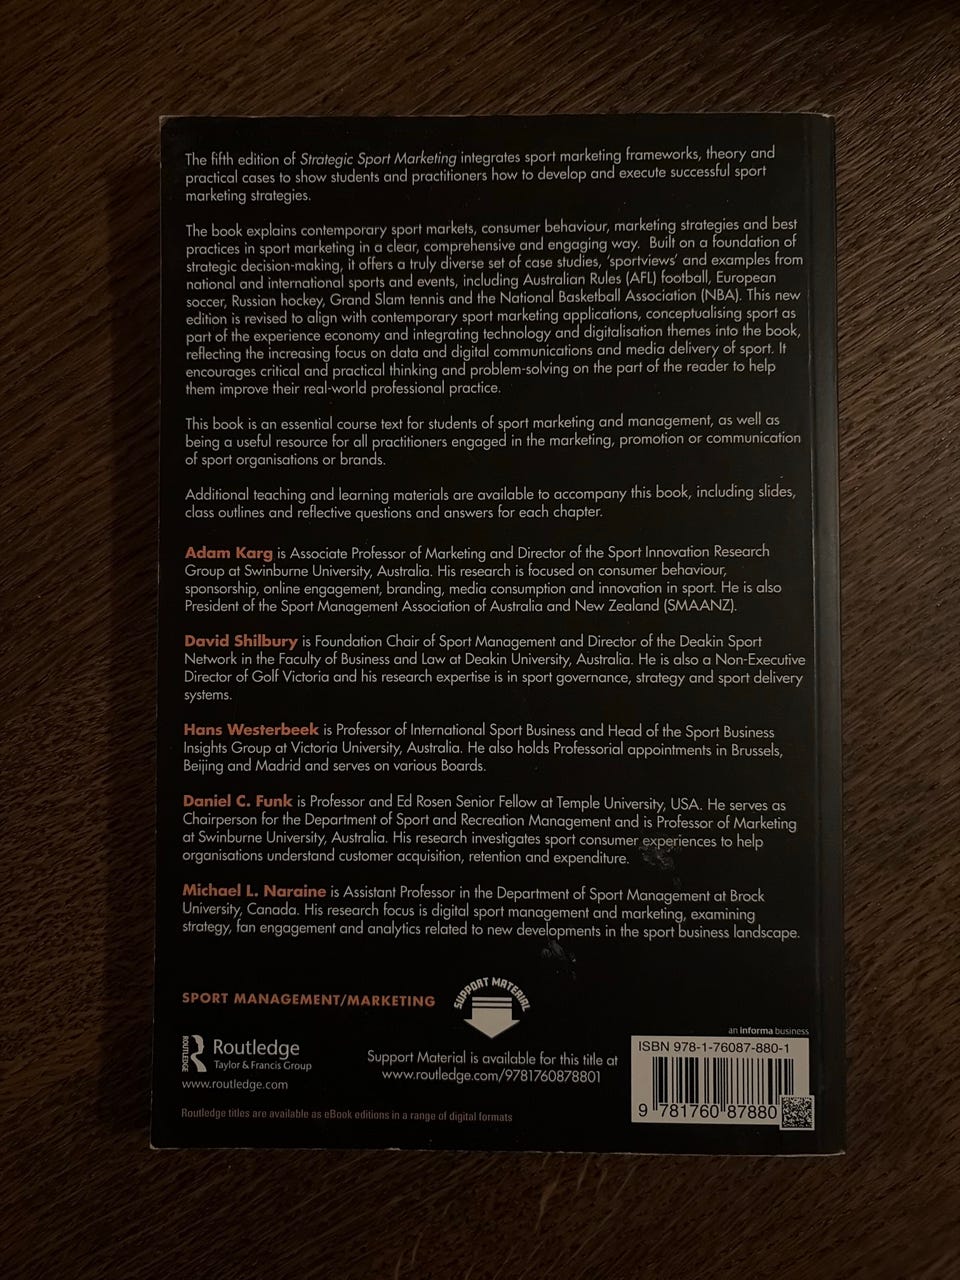 The fifth edition of Strategic Sport Marketing integrates sport marketing frameworks, theory and
practical cases to show students and practitioners how to develop and execute successful sport
marketing strategies.
The book explains contemporary sport markets, consumer behaviour, marketing strategies and best
practices in sport marketing in a clear, comprehensive and engaging way. Built on a foundation of
strategic decision-making, it offers a truly diverse set of case studies, 'sportviews' and examples from
national and international sports and events, including Australian Rules (AFL) football, European
soccer, Russian hockey, Grand Slam tennis and the National Basketball Association (NBA). This new
edition is revised to align with contemporary sport marketing applications, conceptualising sport as
part of the experience economy and integrating technology and digitalisation themes into the book,
reflecting the increasing focus on data and digital communications and media delivery of sport. It
encourages critical and practical thinking and problem-solving on the part of the reader to help
them improve their real-world professional practice.
This book is an essential course text for students of sport marketing and management, as well as
being a useful resource for all practitioners engaged in the marketing, promotion or communication
of sport organisations or brands.
Additional teaching and learning materials are available to accompany this book, including slides,
class outlines and reflective questions and answers for each chapter.
Adam Karg is Associate Professor of Marketing and Director of the Sport Innovation Research
Group at Swinburne University, Australia. His research is focused on consumer behaviour,
sponsorship, online engagement, branding, media consumption and innovation in sport. He is also
President of the Sport Management Association of Australia and New Zealand (SMAANZ).
David Shilbury is Foundation Chair of Sport Management and Director of the Deakin Sport
Network in the Faculty of Business and Law at Deakin University, Australia. He is also a Non-Executive
Director of Golf Victoria and his research expertise is in sport governance, strategy and sport delivery
systems.
Hans Westerbeek is Professor of International Sport Business and Head of the Sport Business
Insights Group at Victoria University, Australia. He also holds Professorial appointments in Brussels,
Beijing and Madrid and serves on various Boards.
Daniel C. Funk is Professor and Ed Rosen Senior Fellow at Temple University, USA. He serves as
Chairperson for the Department of Sport and Recreation Management and is Professor of Marketing
at Swinburne University, Australia. His research investigates sport consumer experiences to help
organisations understand customer acquisition, retention and expenditure.
Michael L. Naraine is Assistant Professor in the Department of Sport Management at Brock
University, Canada. His research focus is digital sport management and marketing, examining
strategy, fan engagement and analytics related to new developments in the sport business landscape.
SPORT MANAGEMENT/MARKETING
SUPPORT MATERIAL
ROUTLEDGE
Routledge
Taylor & Francis Group
www.routledge.com
Support Material is available for this title at
www.routledge.com/9781760878801
an informa business
ISBN 978-1-76087-880-1
9 781760 87880
Routledge titles are available as eBook editions in a range of digital formats